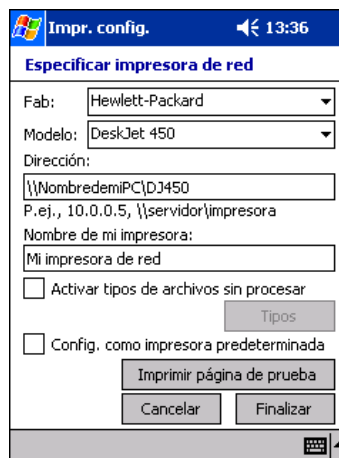 Impr. config. 13:36
Especificar impresora de red
Fab: Hewlett-Packard
Modelo: DeskJet 450
Dirección:
\\NombredemiPC\DJ450
P.ej., 10.0.0.5, \\servidor\impresora
Nombre de mi impresora:
Mi impresora de red
Activar tipos de archivos sin procesar
Tipos
Config. como impresora predeterminada
Imprimir página de prueba
Cancelar Finalizar